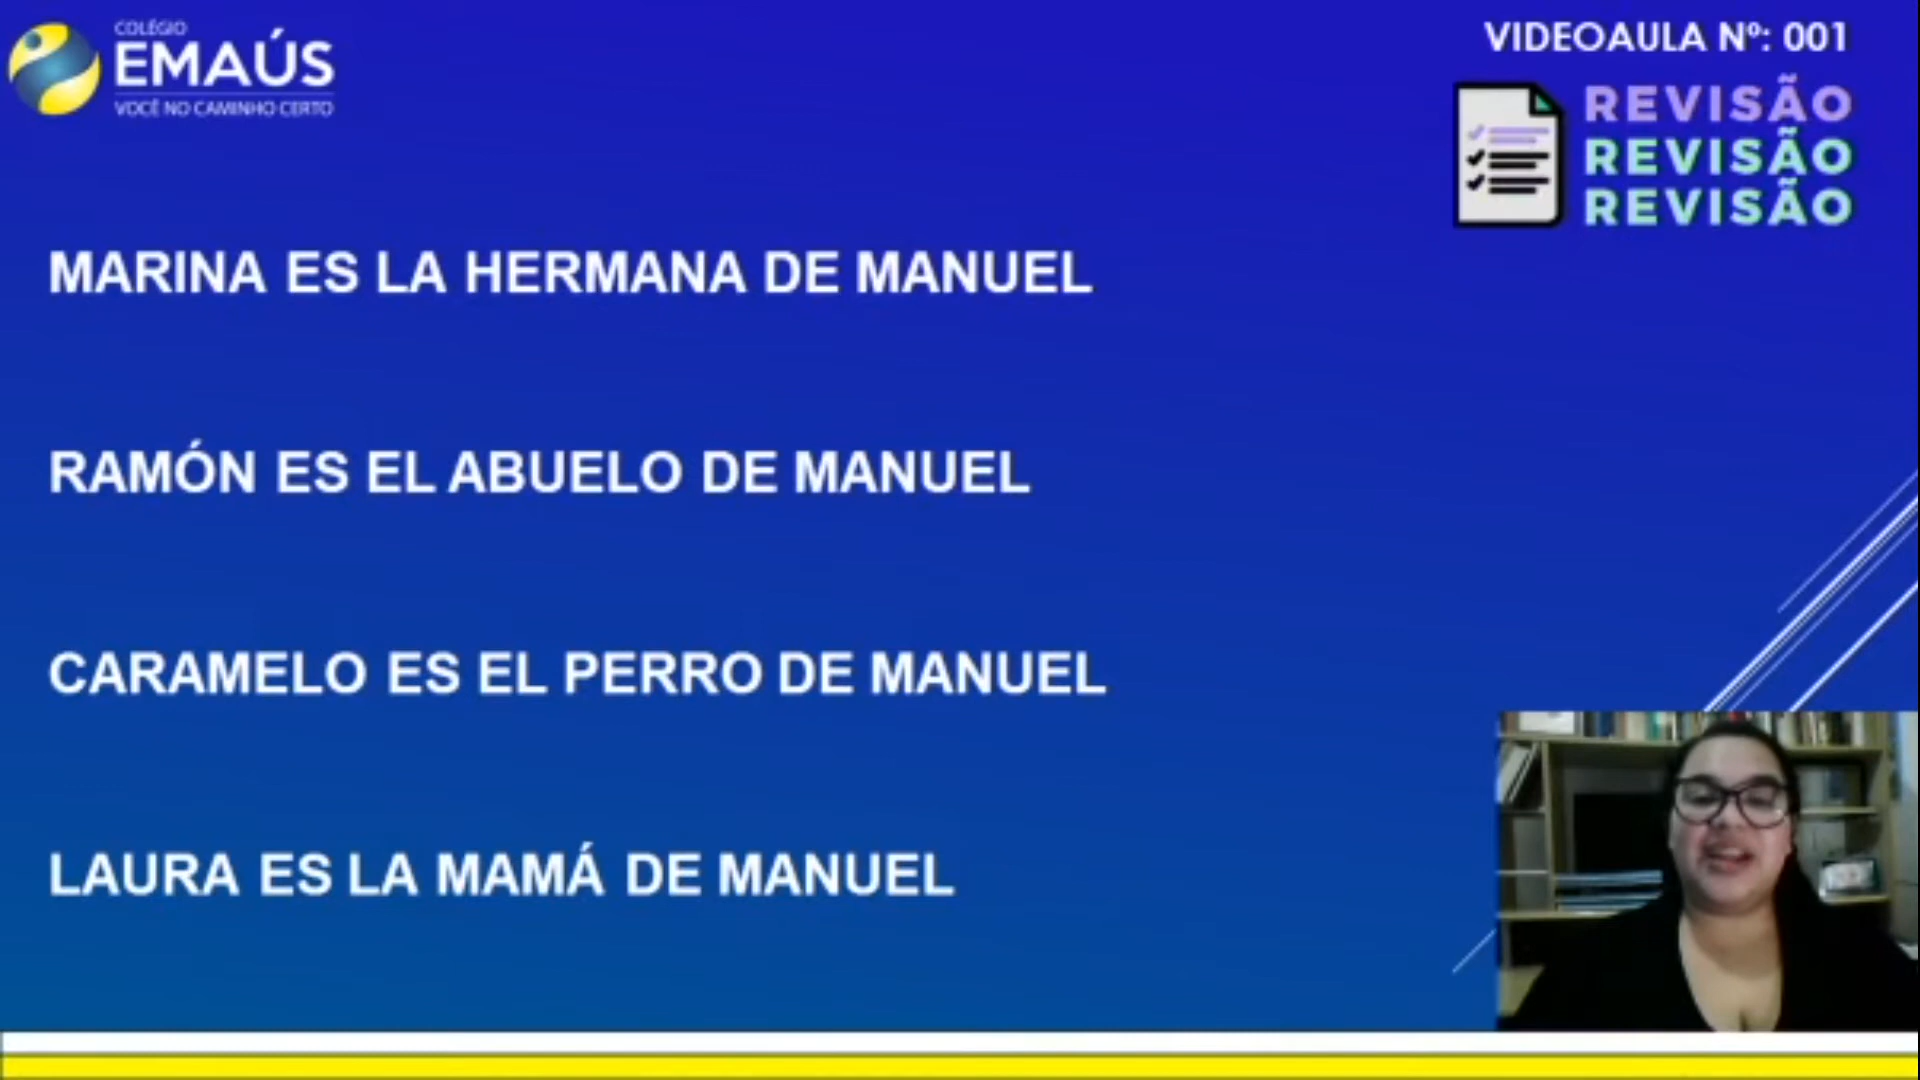 COLÉGIO
EMAÚS
VOCÊ NO CAMINHO CERTO
VIDEOAULA Nº: 001
REVISÃO
REVISÃO
REVISÃO
MARINA ES LA HERMANA DE MANUEL
RAMÓN ES EL ABUELO DE MANUEL
CARAMELO ES EL PERRO DE MANUEL
LAURA ES LA MAMÁ DE MANUEL